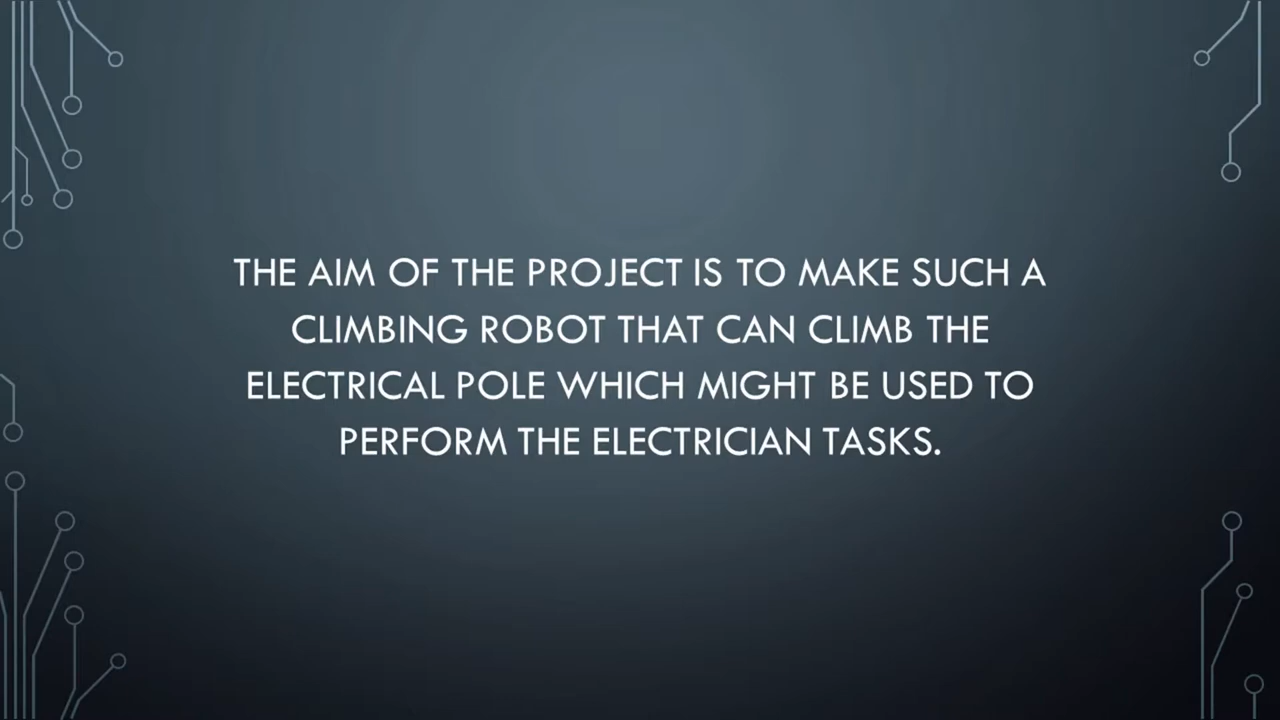 THE AIM OF THE PROJECT IS TO MAKE SUCH A
CLIMBING ROBOT THAT CAN CLIMB THE
ELECTRICAL POLE WHICH MIGHT BE USED TO
PERFORM THE ELECTRICIAN TASKS.